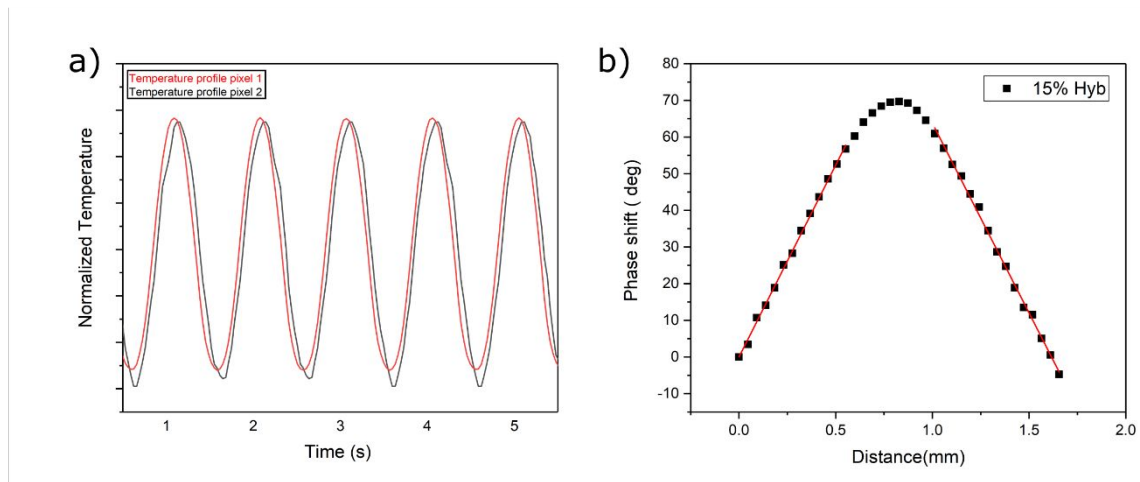 a)
Temperature profile pixel 1
Temperature profile pixel 2
Normalized Temperature
1 2 3 4 5
Time (s)
b)
15% Hyb
80
70
60
50
40
30
20
10
0
-10
Phase shift ( deg)
0.0 0.5 1.0 1.5 2.0
Distance(mm)